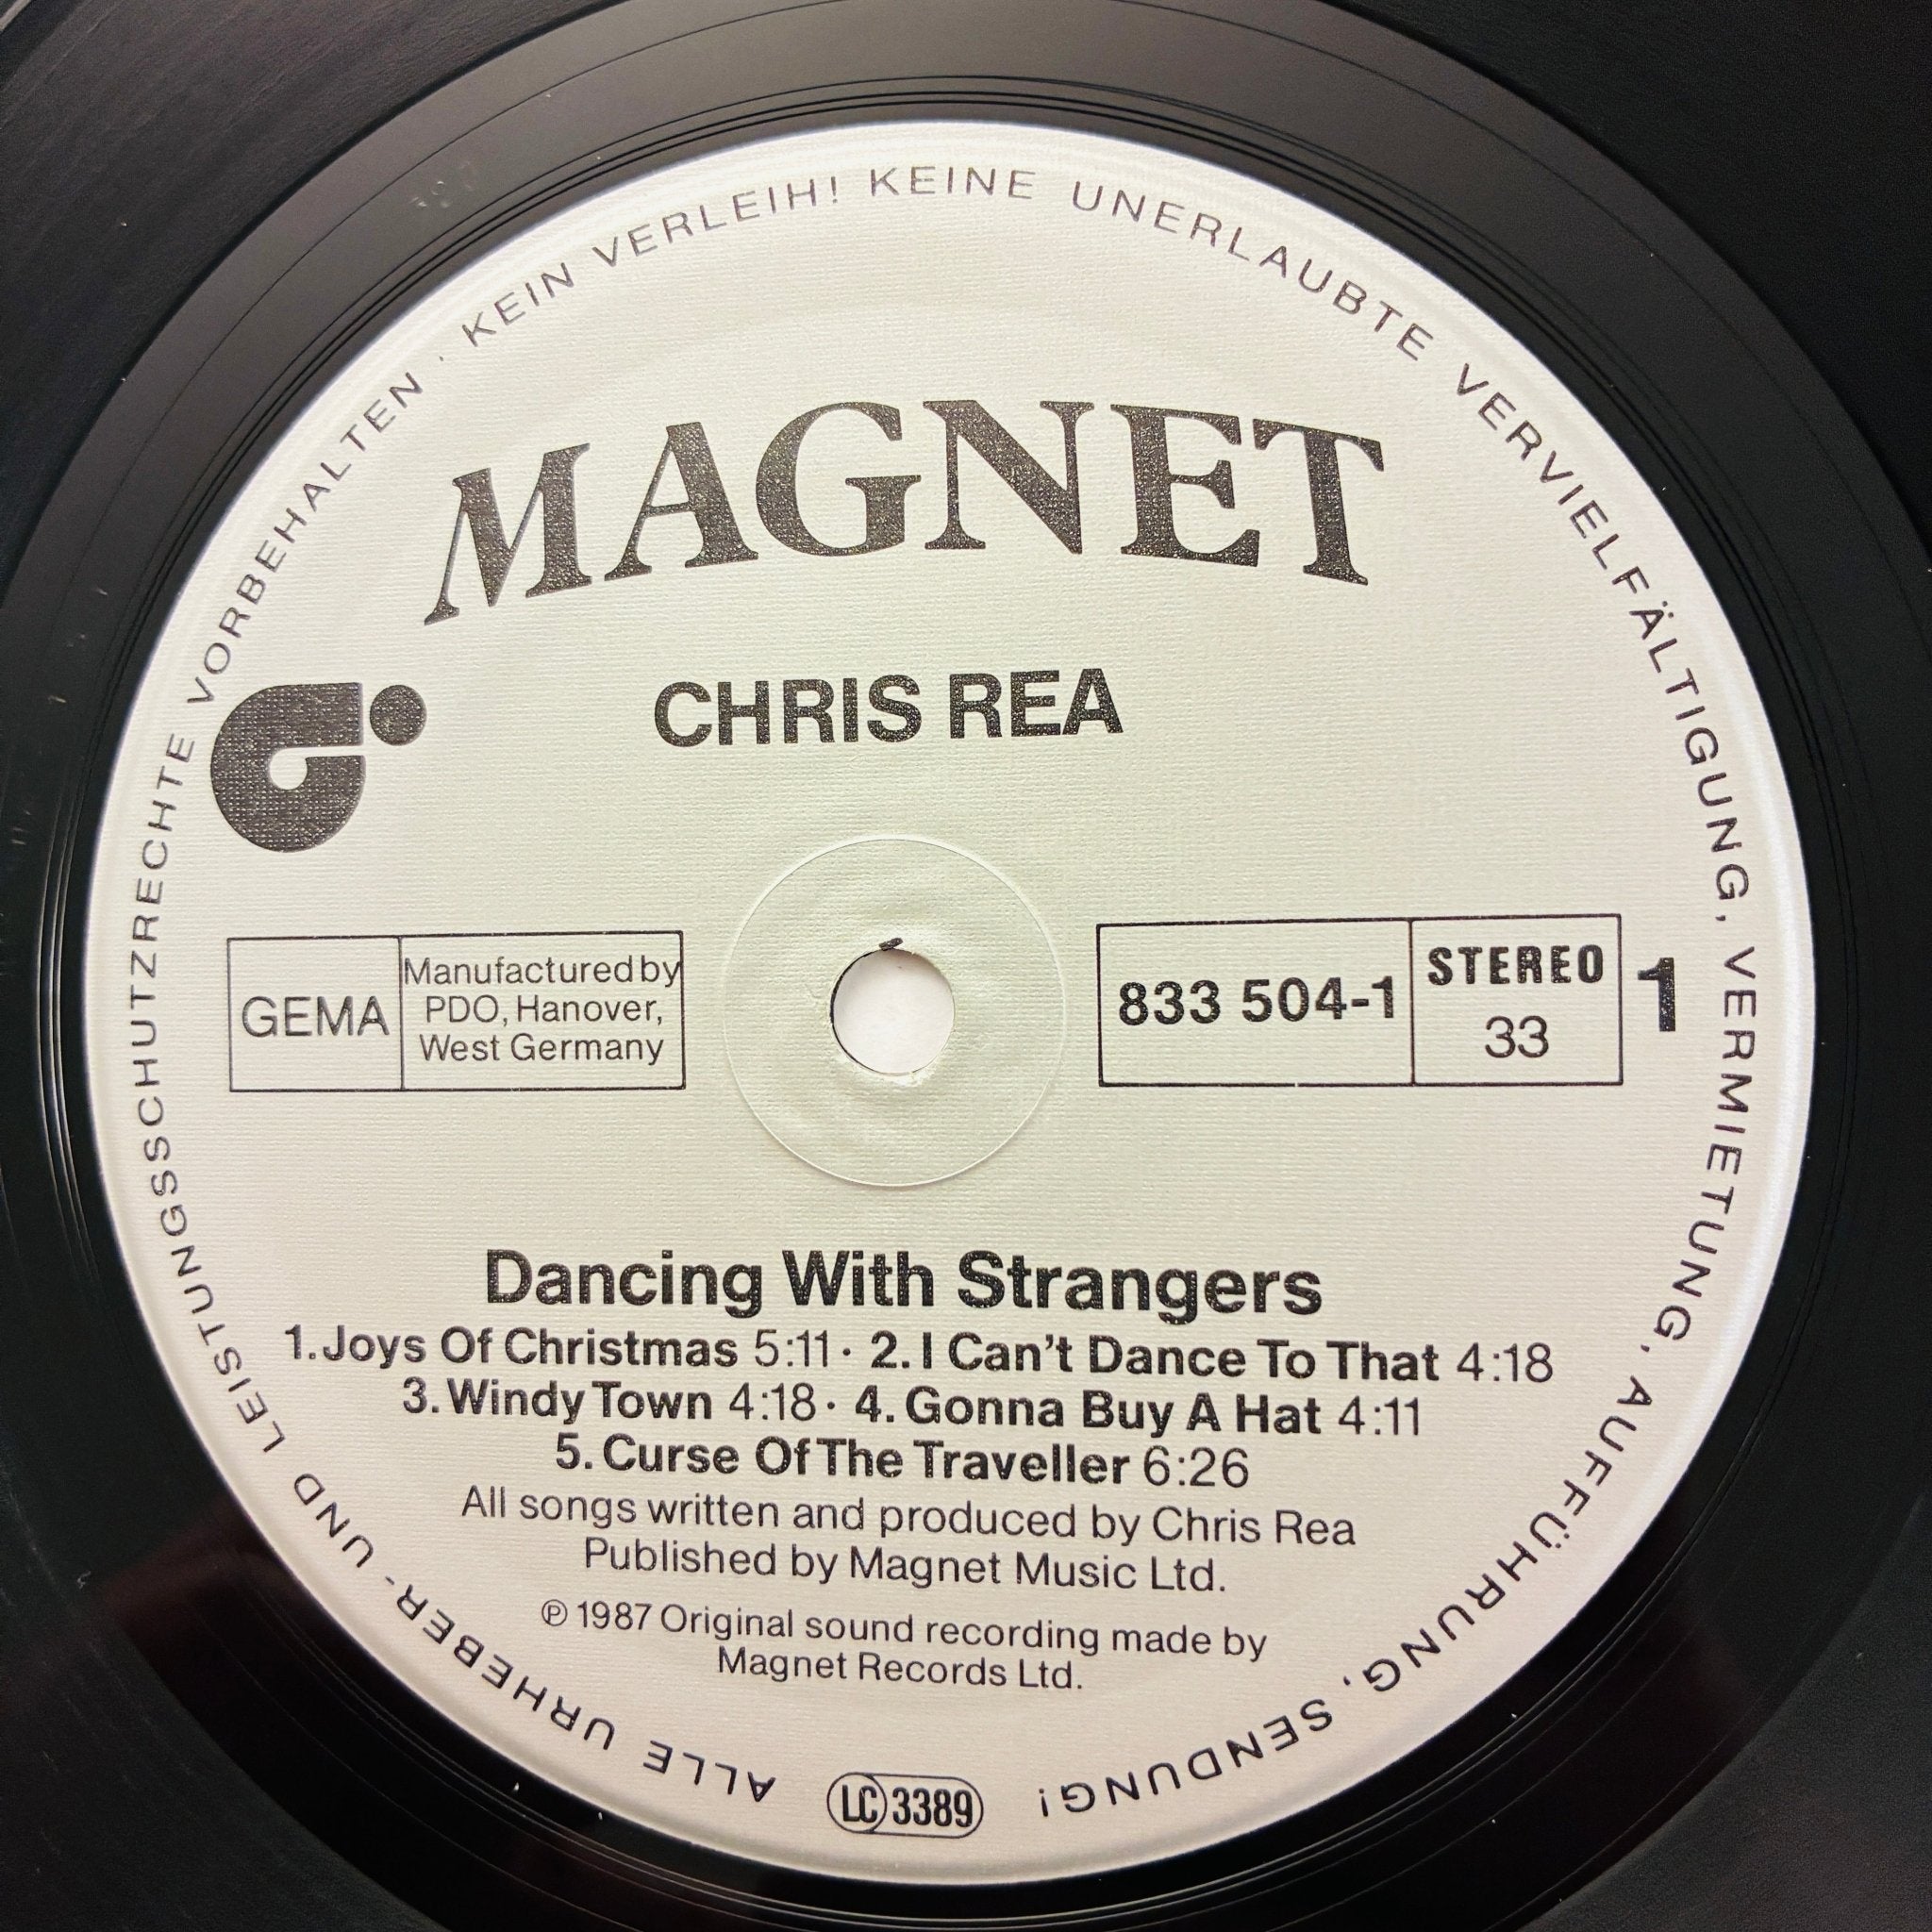 ALLE URHEBER- UND LEISTUNGSSCHUTZRECHTE VORBEHALTEN · KEIN VERLEIH! KEINE UNERLAUBTE VERVIELFÄLTIGUNG, VERMIETUNG, AUFFÜHRUNG, SENDUNG!
MAGNET
CHRIS REA
GEMA
Manufactured by
PDO, Hanover,
West Germany
833 504-1
STEREO
33
1
Dancing With Strangers
1. Joys Of Christmas 5:11 · 2. I Can't Dance To That 4:18
3. Windy Town 4:18 · 4. Gonna Buy A Hat 4:11
5. Curse Of The Traveller 6:26
All songs written and produced by Chris Rea
Published by Magnet Music Ltd.
℗ 1987 Original sound recording made by
Magnet Records Ltd.
LC 3389